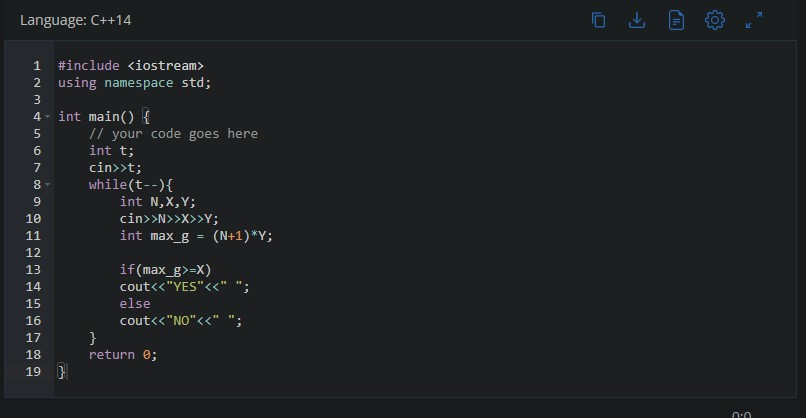 Language: C++14
1 #include <iostream>
2 using namespace std;
3
4 int main() {
5     // your code goes here
6     int t;
7     cin>>t;
8     while(t--){
9         int N,X,Y;
10         cin>>N>>X>>Y;
11         int max_g = (N+1)*Y;
12
13         if(max_g>=X)
14         cout<<"YES"<<" ";
15         else
16         cout<<"NO"<<" ";
17     }
18     return 0;
19 }
0:0